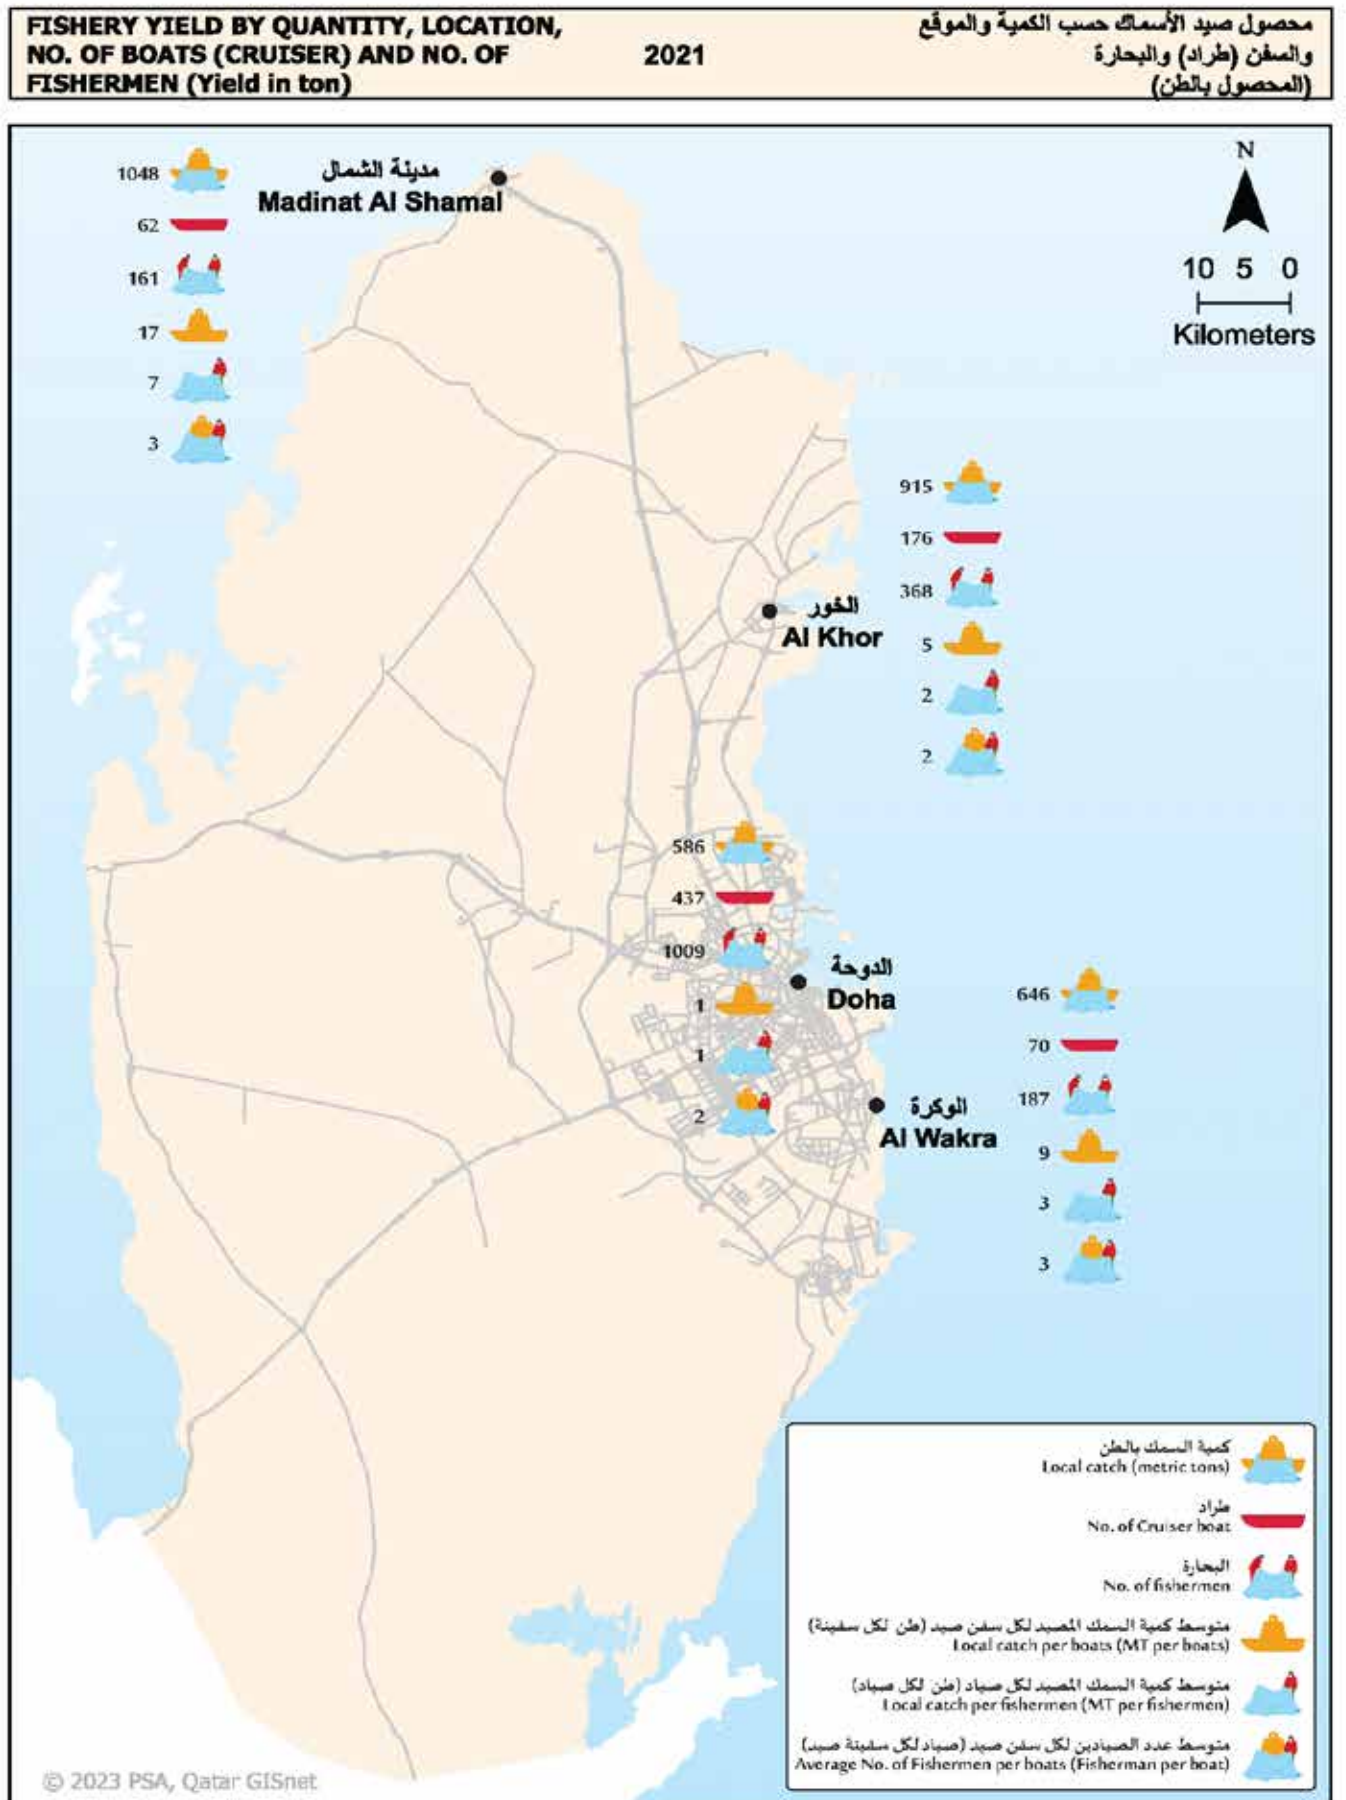 FISHERY YIELD BY QUANTITY, LOCATION,
NO. OF BOATS (CRUISER) AND NO. OF
FISHERMEN (Yield in ton)
2021
محصول صيد الأسماك حسب الكمية والموقع
والسفن (طراد) والبحارة
(المحصول بالطن)
1048
62
161
17
7
3
مدينة الشمال
Madinat Al Shamal
N
10 5 0
Kilometers
915
176
368
5
2
2
الخور
Al Khor
586
437
1009
1
1
2
الدوحة
Doha
646
70
187
9
3
3
الوكرة
Al Wakra
كمية السمك بالطن
Local catch (metric tons)
طراد
No. of Cruiser boat
البحارة
No. of fishermen
متوسط كمية السمك المصيد لكل سفن صيد (طن لكل سفينة)
Local catch per boats (MT per boats)
متوسط كمية السمك المصيد لكل صياد (طن لكل صياد)
Local catch per fishermen (MT per fishermen)
متوسط عدد الصيادين لكل سفن صيد (صياد لكل سفينة صيد)
Average No. of Fishermen per boats (Fisherman per boat)
© 2023 PSA, Qatar GISnet